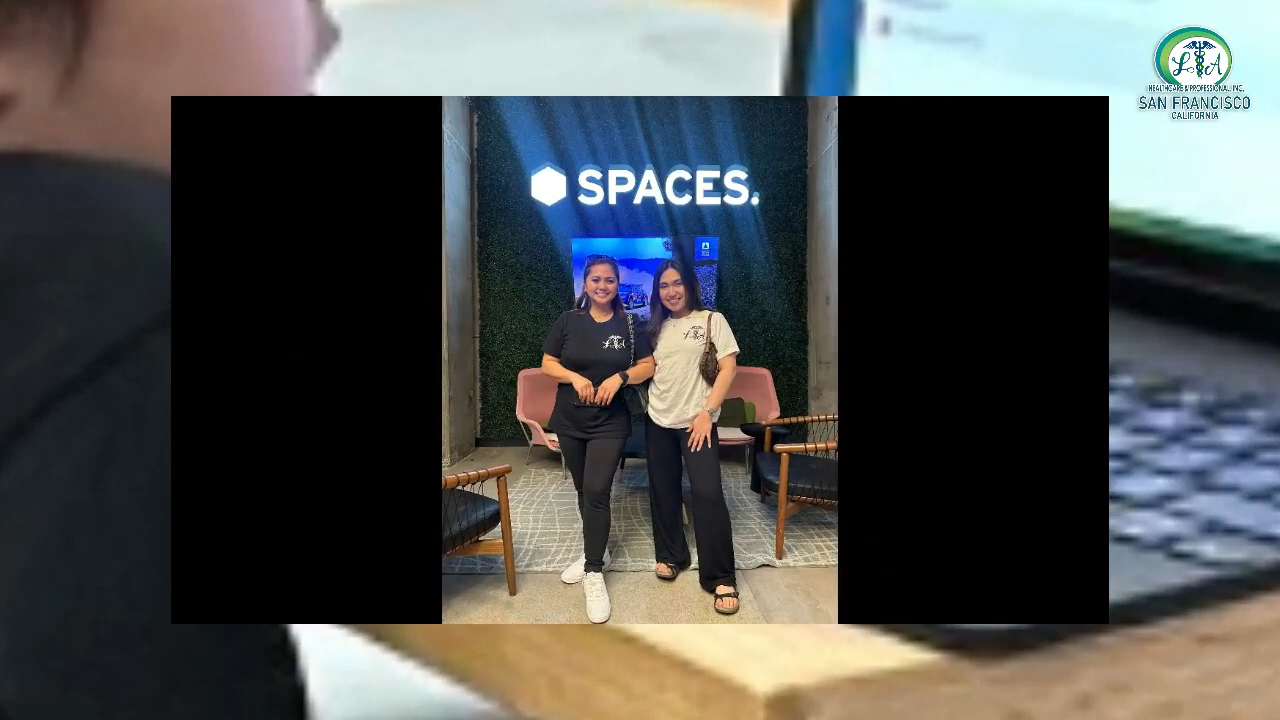 SPACES.
L&A
HEALTHCARE & PROFESSIONAL INC.
SAN FRANCISCO
CALIFORNIA